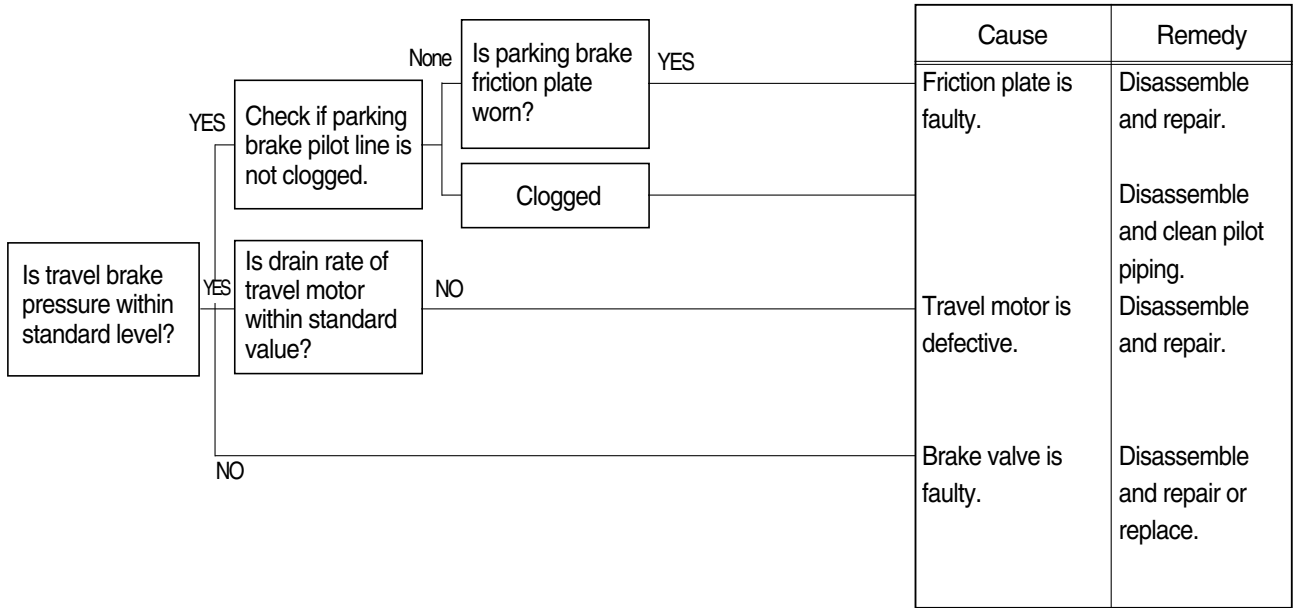 Cause
Remedy
None
Is parking brake
friction plate
worn?
YES
Friction plate is
faulty.
Disassemble
and repair.
YES
Check if parking
brake pilot line is
not clogged.
Clogged
Disassemble
and clean pilot
piping.
Is travel brake
pressure within
standard level?
YES
Is drain rate of
travel motor
within standard
value?
NO
Travel motor is
defective.
Disassemble
and repair.
NO
Brake valve is
faulty.
Disassemble
and repair or
replace.